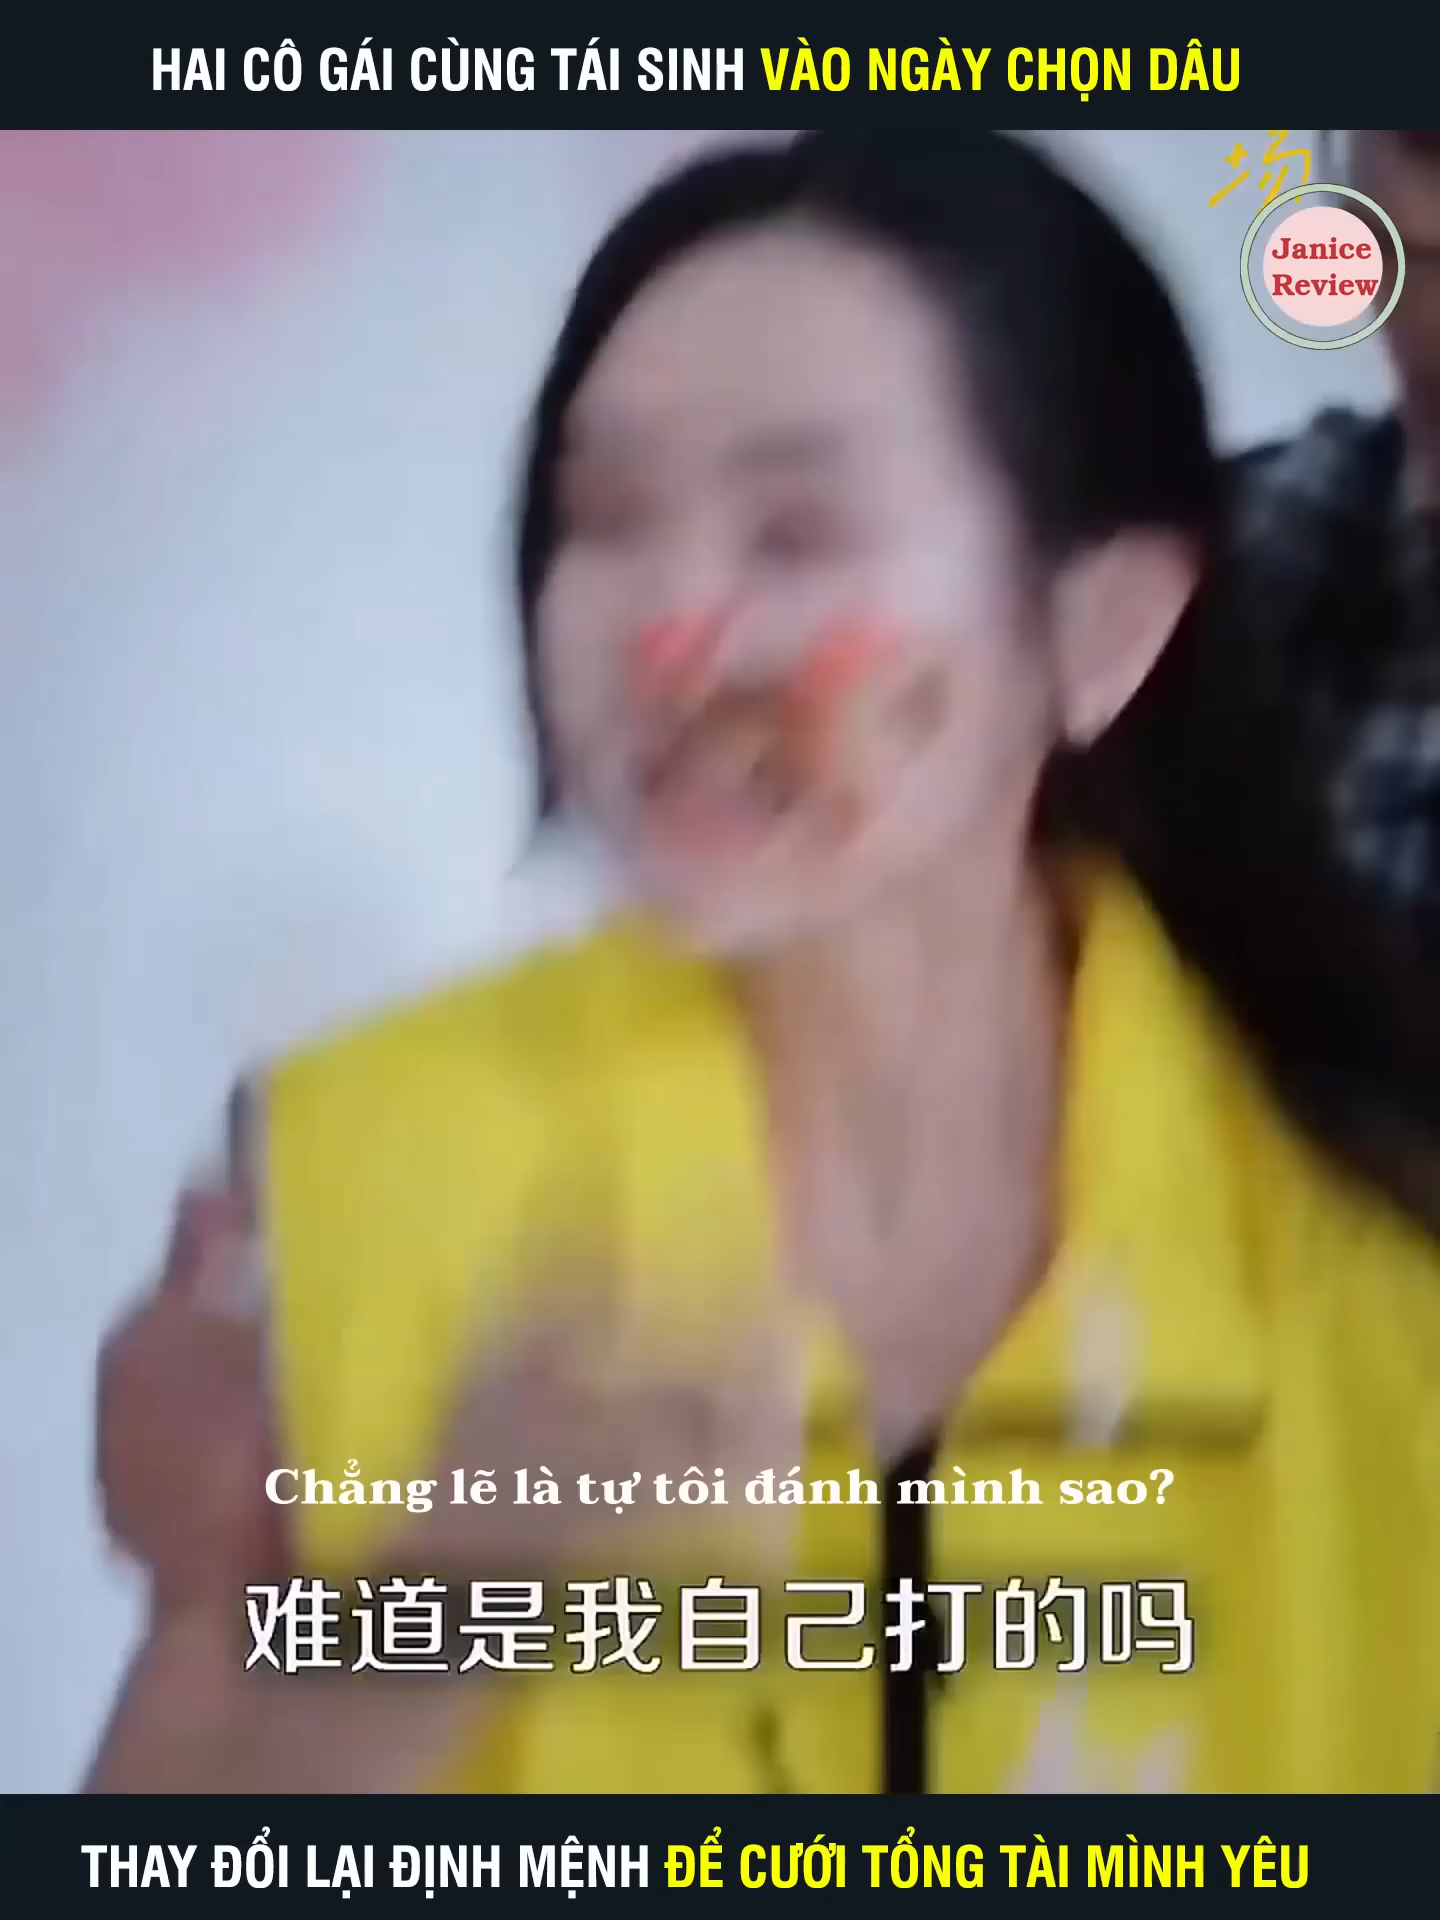 HAI CÔ GÁI CÙNG TÁI SINH VÀO NGÀY CHỌN DÂU
场
Janice
Review
Chẳng lẽ là tự tôi đánh mình sao?
难道是我自己打的吗
THAY ĐỔI LẠI ĐỊNH MỆNH ĐỂ CƯỚI TỔNG TÀI MÌNH YÊU